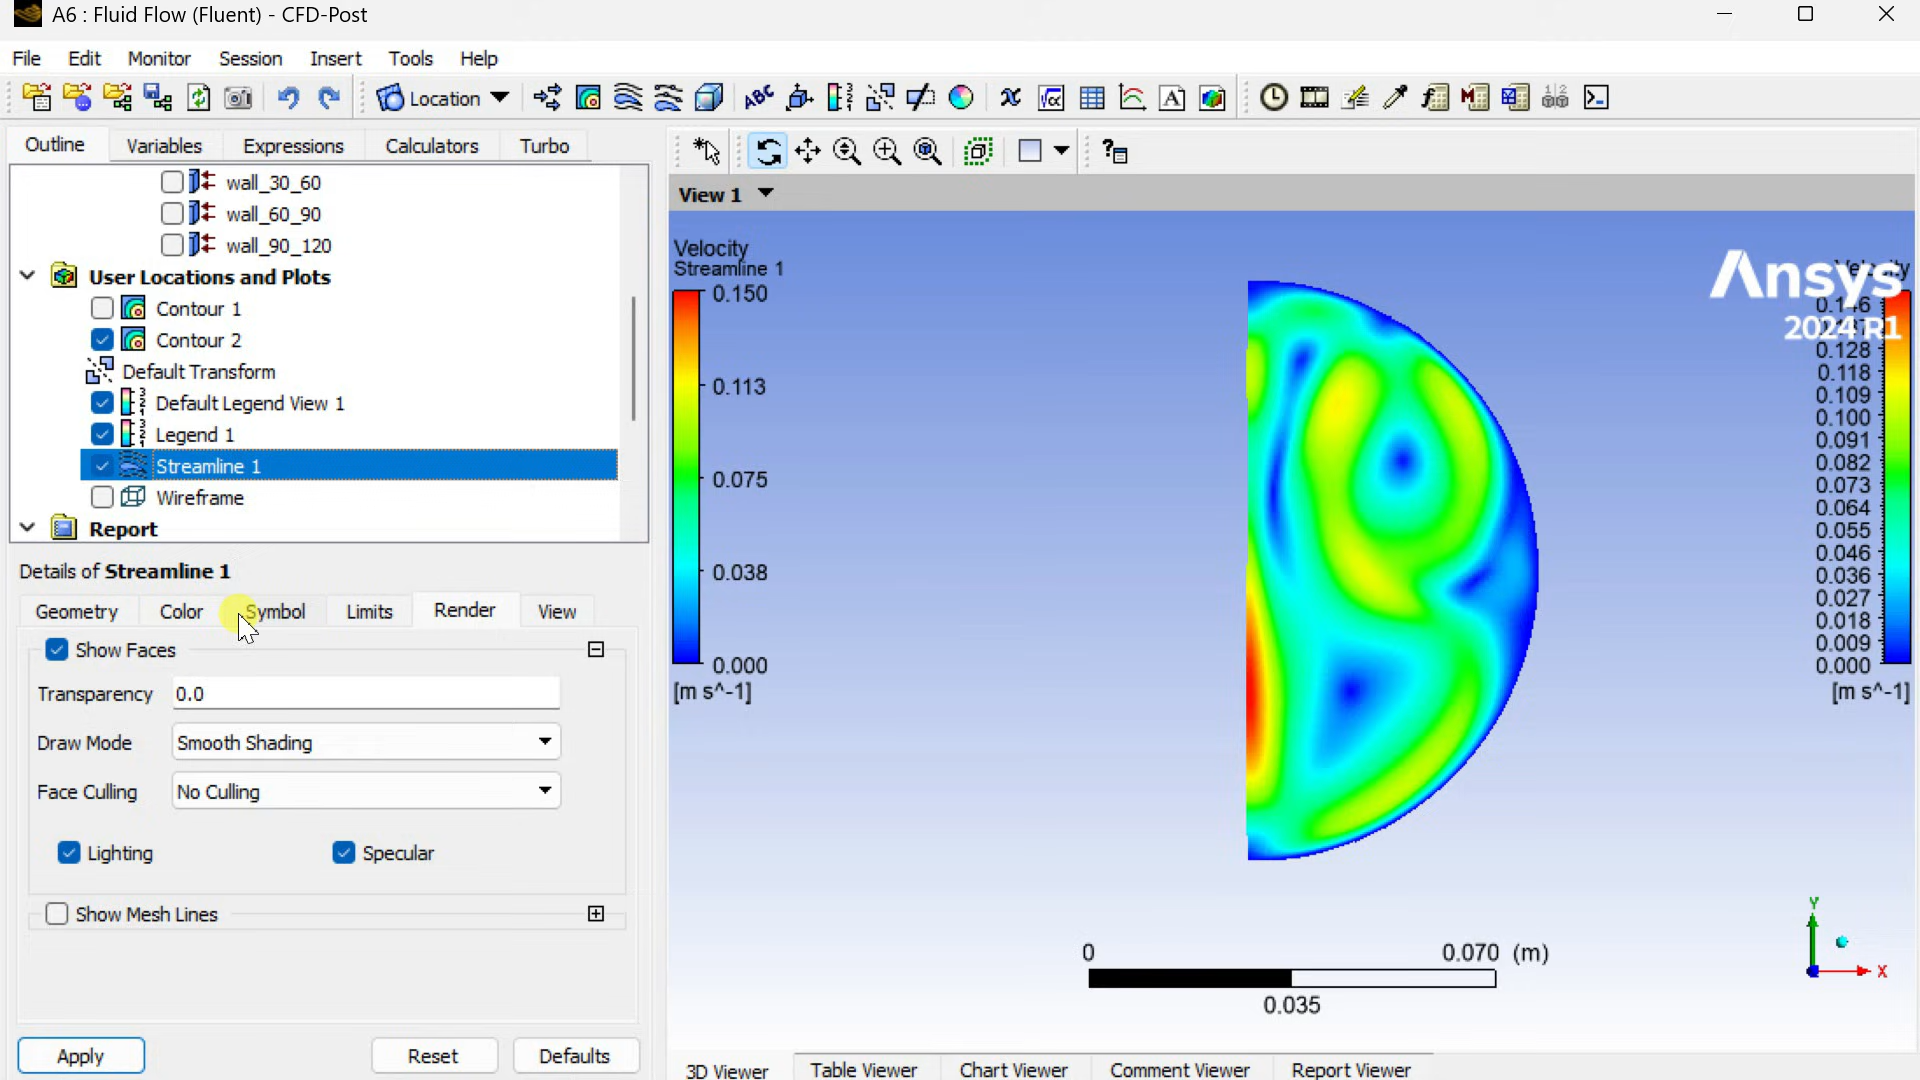 A6 : Fluid Flow (Fluent) - CFD-Post
File Edit Monitor Session Insert Tools Help
Location
Outline Variables Expressions Calculators Turbo
wall_30_60
wall_60_90
wall_90_120
User Locations and Plots
Contour 1
Contour 2
Default Transform
Default Legend View 1
Legend 1
Streamline 1
Wireframe
Report
Details of Streamline 1
Geometry Color Symbol Limits Render View
Show Faces
Transparency 0.0
Draw Mode Smooth Shading
Face Culling No Culling
Lighting Specular
Show Mesh Lines
Apply Reset Defaults
View 1
Velocity
Streamline 1
0.150
0.113
0.075
0.038
0.000
[m s^-1]
Ansys
2024 R1
0.146
0.128
0.118
0.109
0.100
0.091
0.082
0.073
0.064
0.055
0.046
0.036
0.027
0.018
0.009
0.000
[m s^-1]
0 0.070 (m)
0.035
Y
X
3D Viewer Table Viewer Chart Viewer Comment Viewer Report Viewer